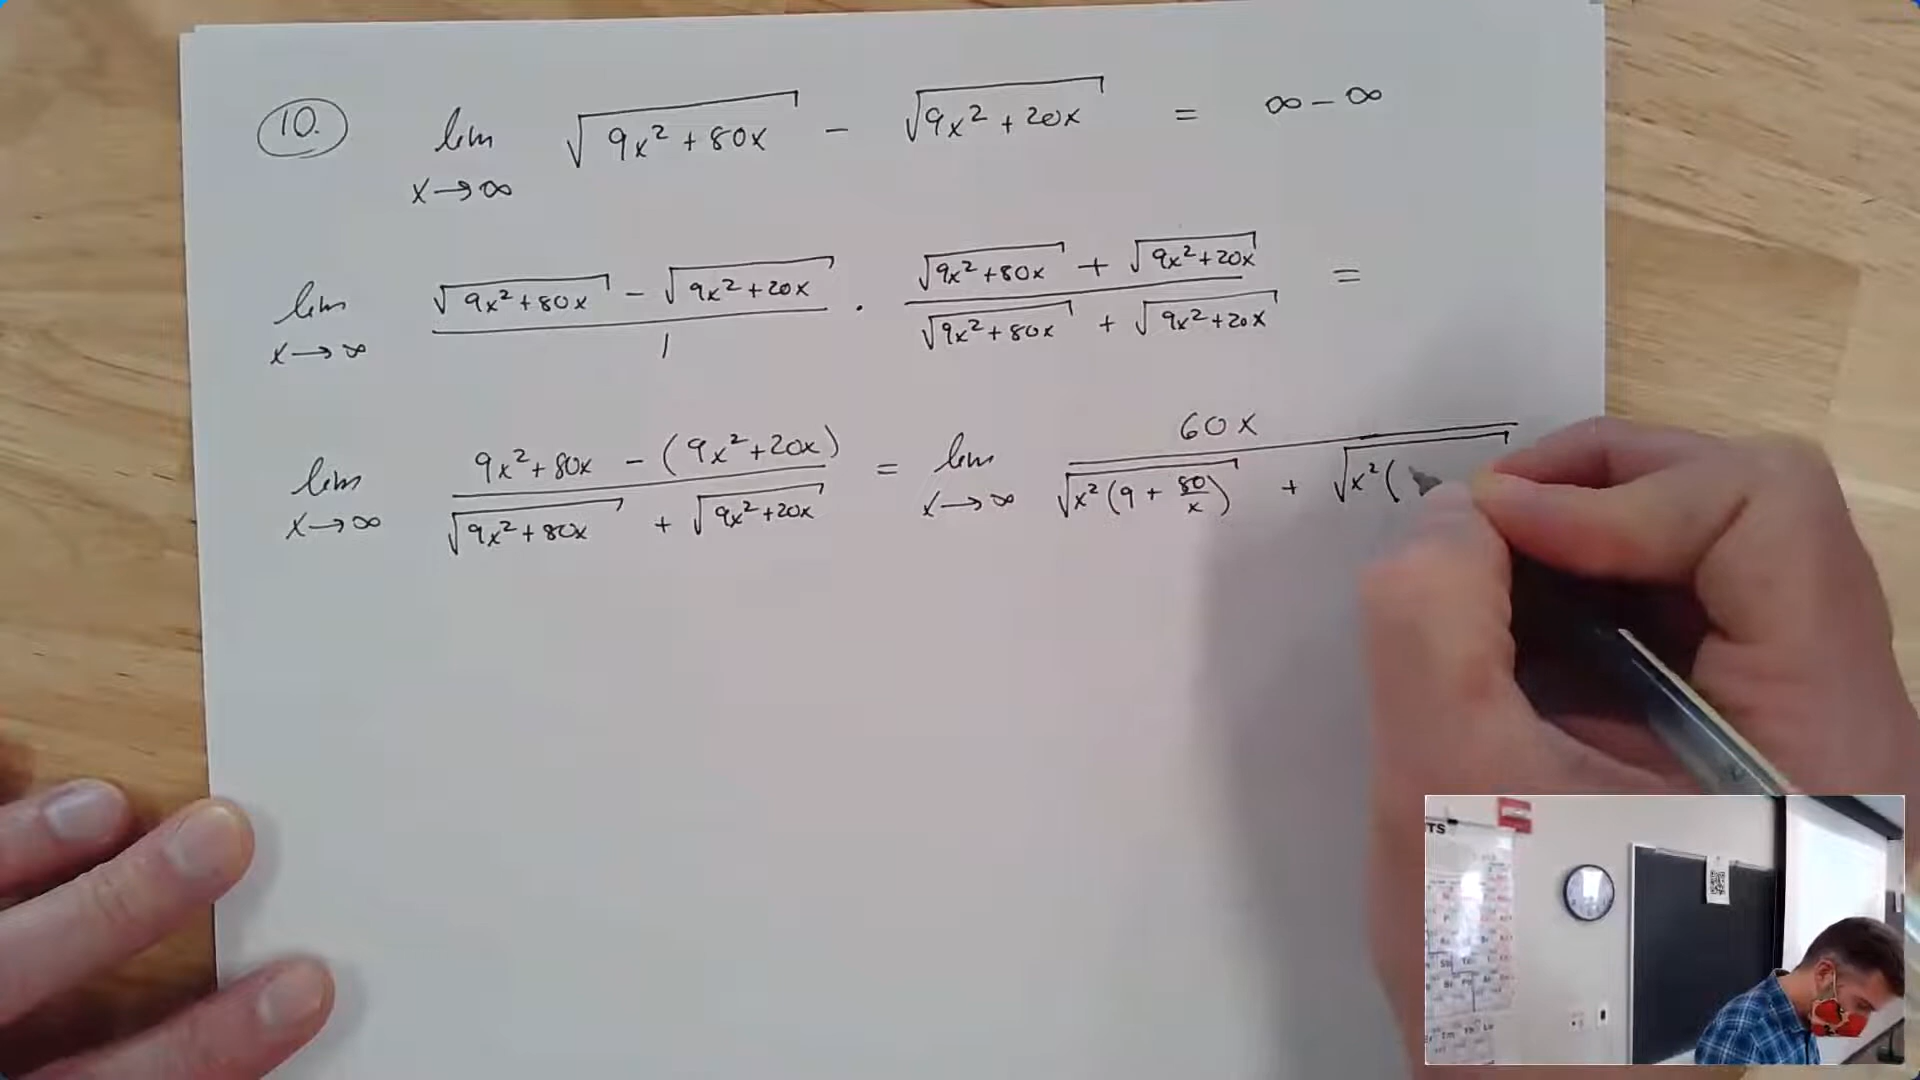 10. lim x→∞ √(9x² + 80x) − √(9x² + 20x) = ∞ − ∞
lim x→∞ (√(9x² + 80x) − √(9x² + 20x))/1 · (√(9x² + 80x) + √(9x² + 20x))/(√(9x² + 80x) + √(9x² + 20x)) =
lim x→∞ (9x² + 80x − (9x² + 20x))/(√(9x² + 80x) + √(9x² + 20x)) = lim x→∞ 60x/(√(x²(9 + 80/x)) + √(x²(
TS